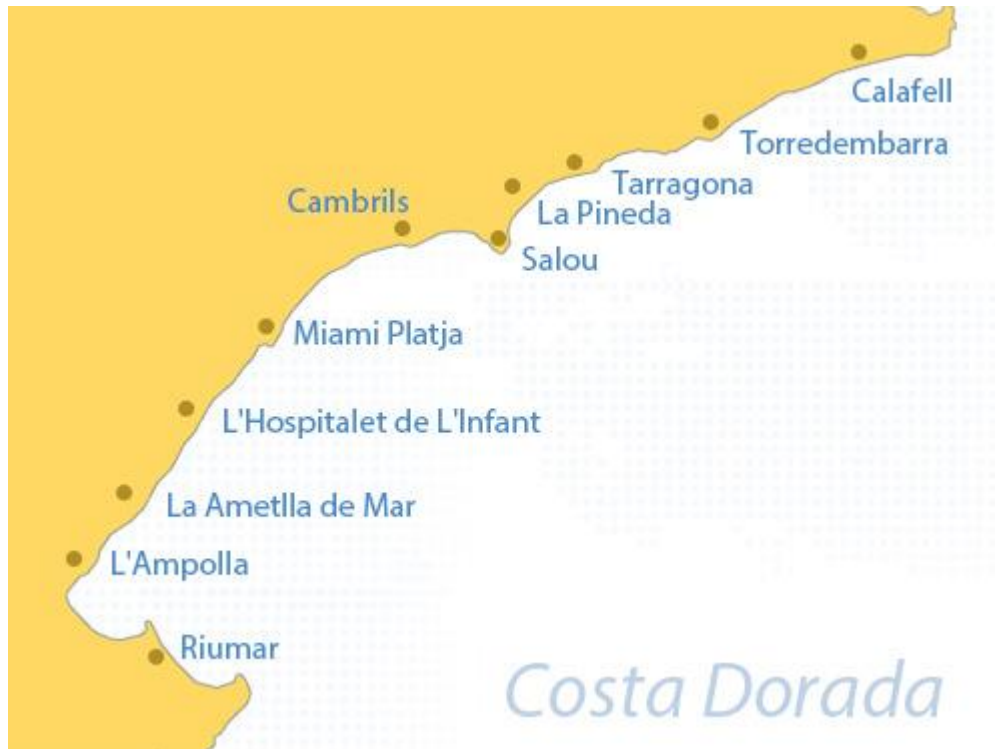 Calafell
Torredembarra
Tarragona
Cambrils
La Pineda
Salou
Miami Platja
L'Hospitalet de L'Infant
La Ametlla de Mar
L'Ampolla
Riumar
Costa Dorada